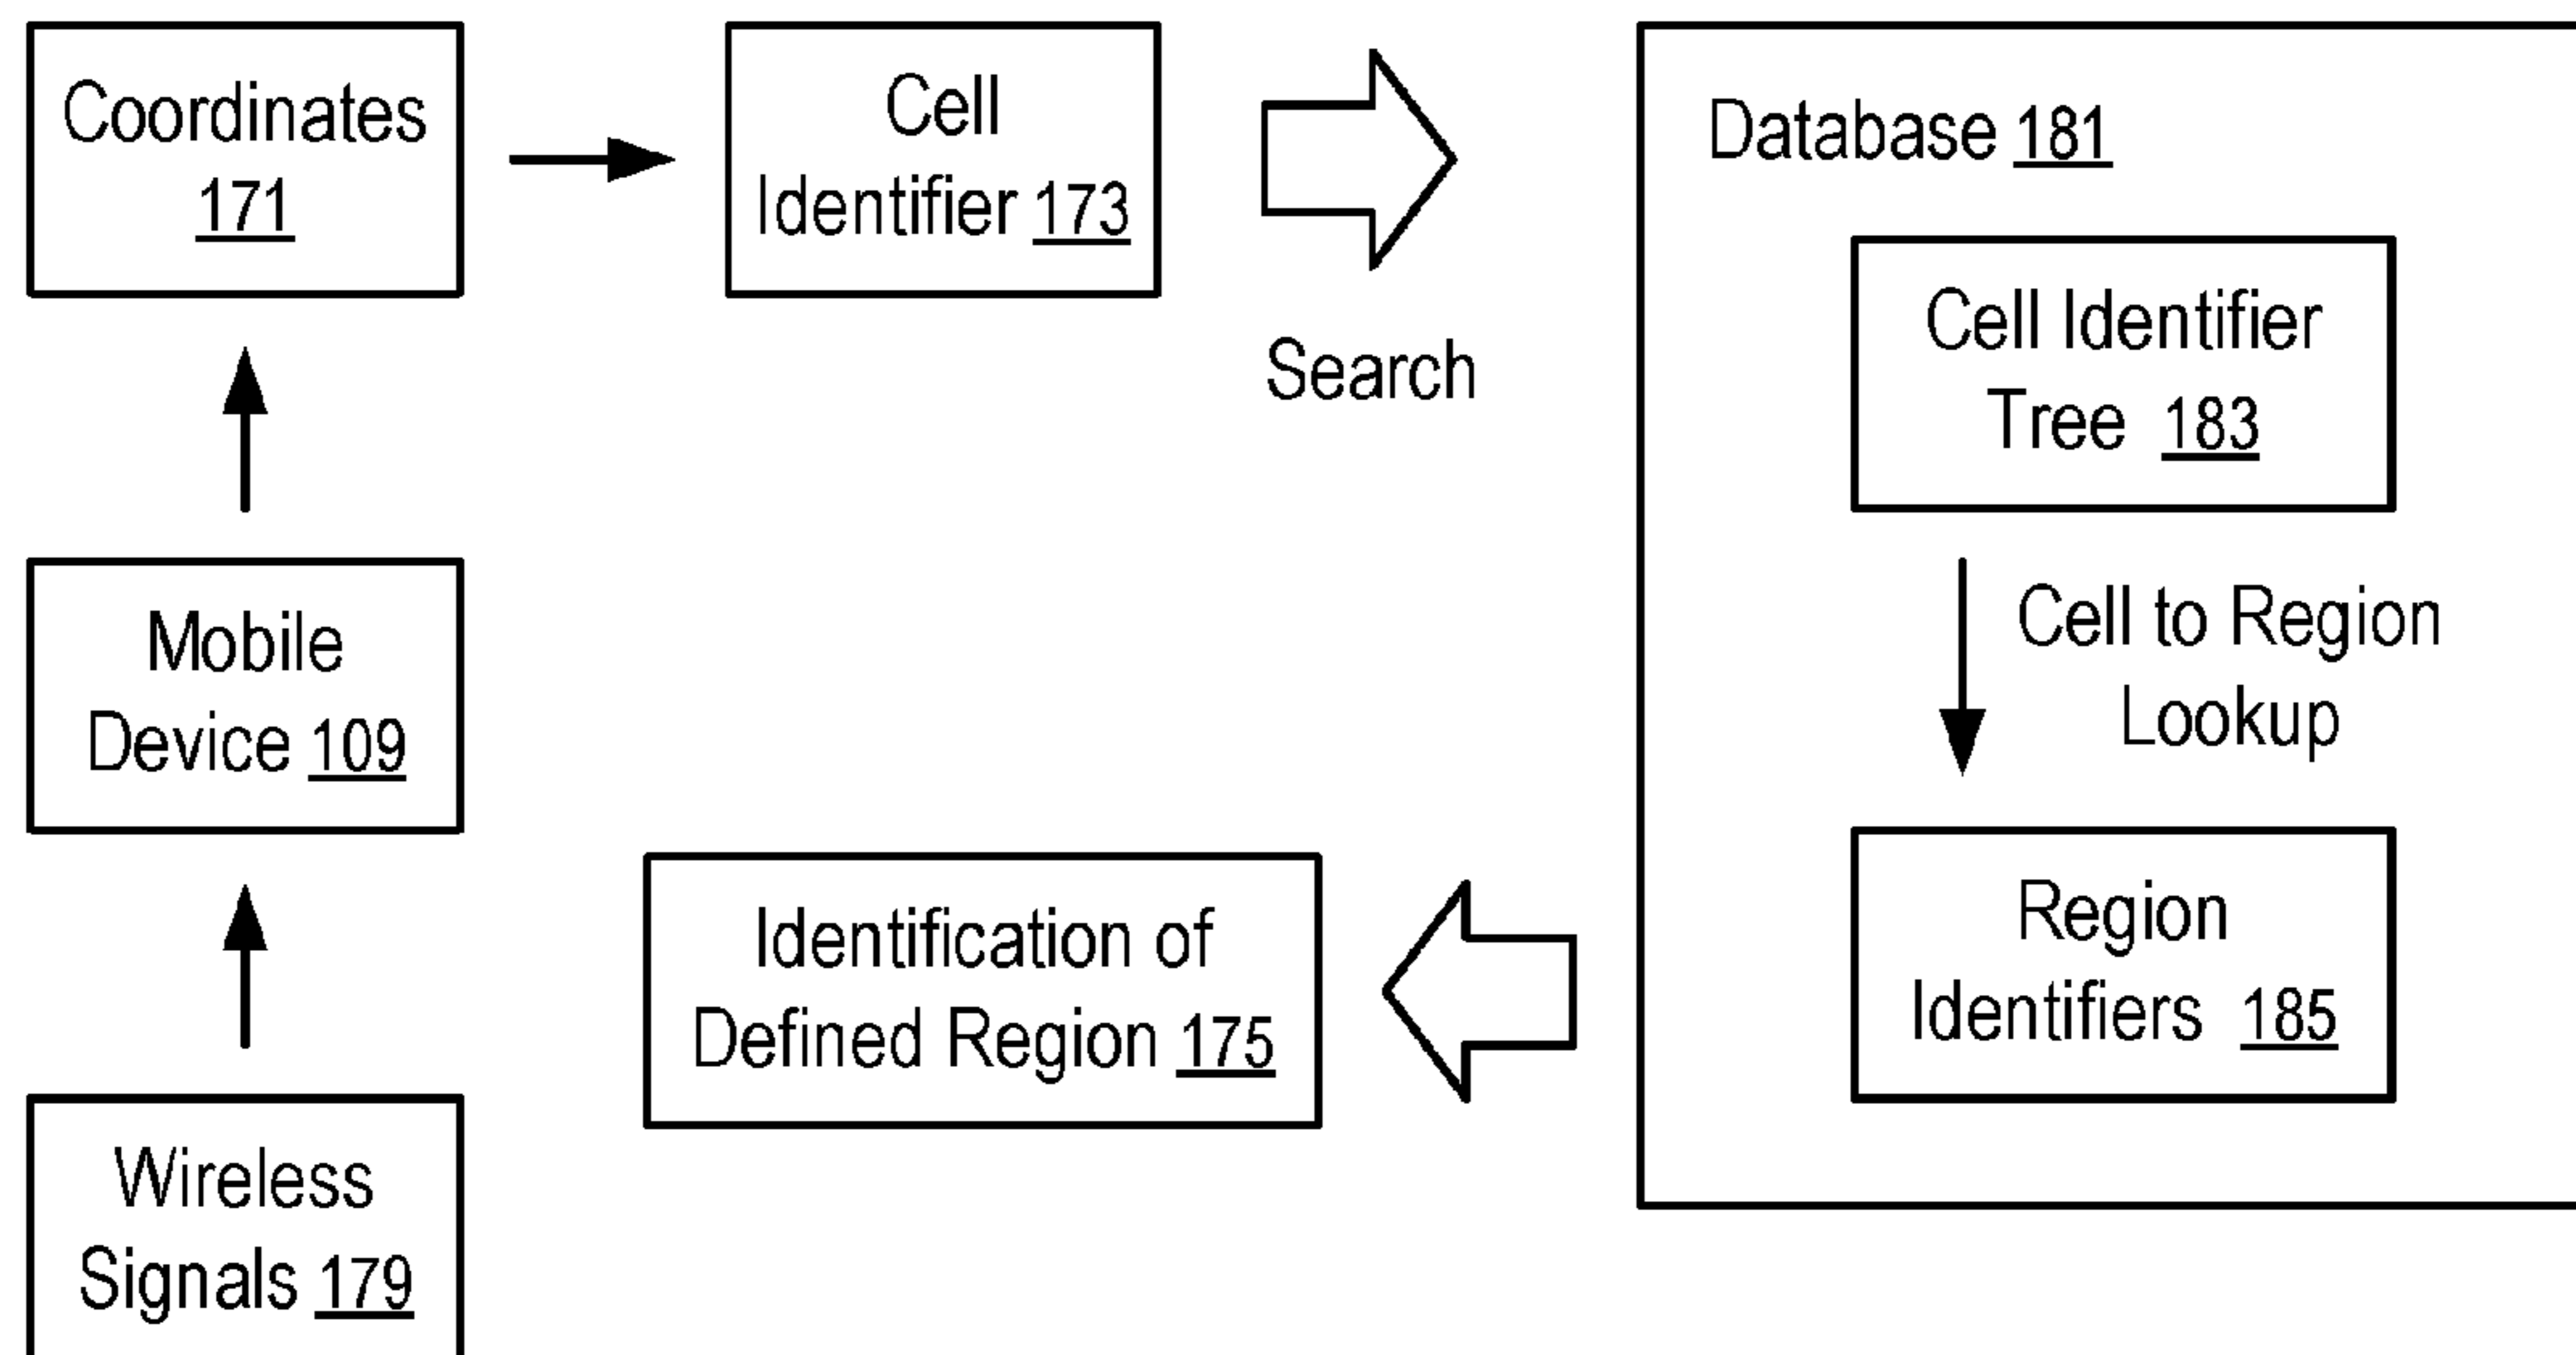 Coordinates
171
Cell
Identifier 173
Search
Database 181
Cell Identifier
Tree 183
Cell to Region
Lookup
Region
Identifiers 185
Mobile
Device 109
Identification of
Defined Region 175
Wireless
Signals 179